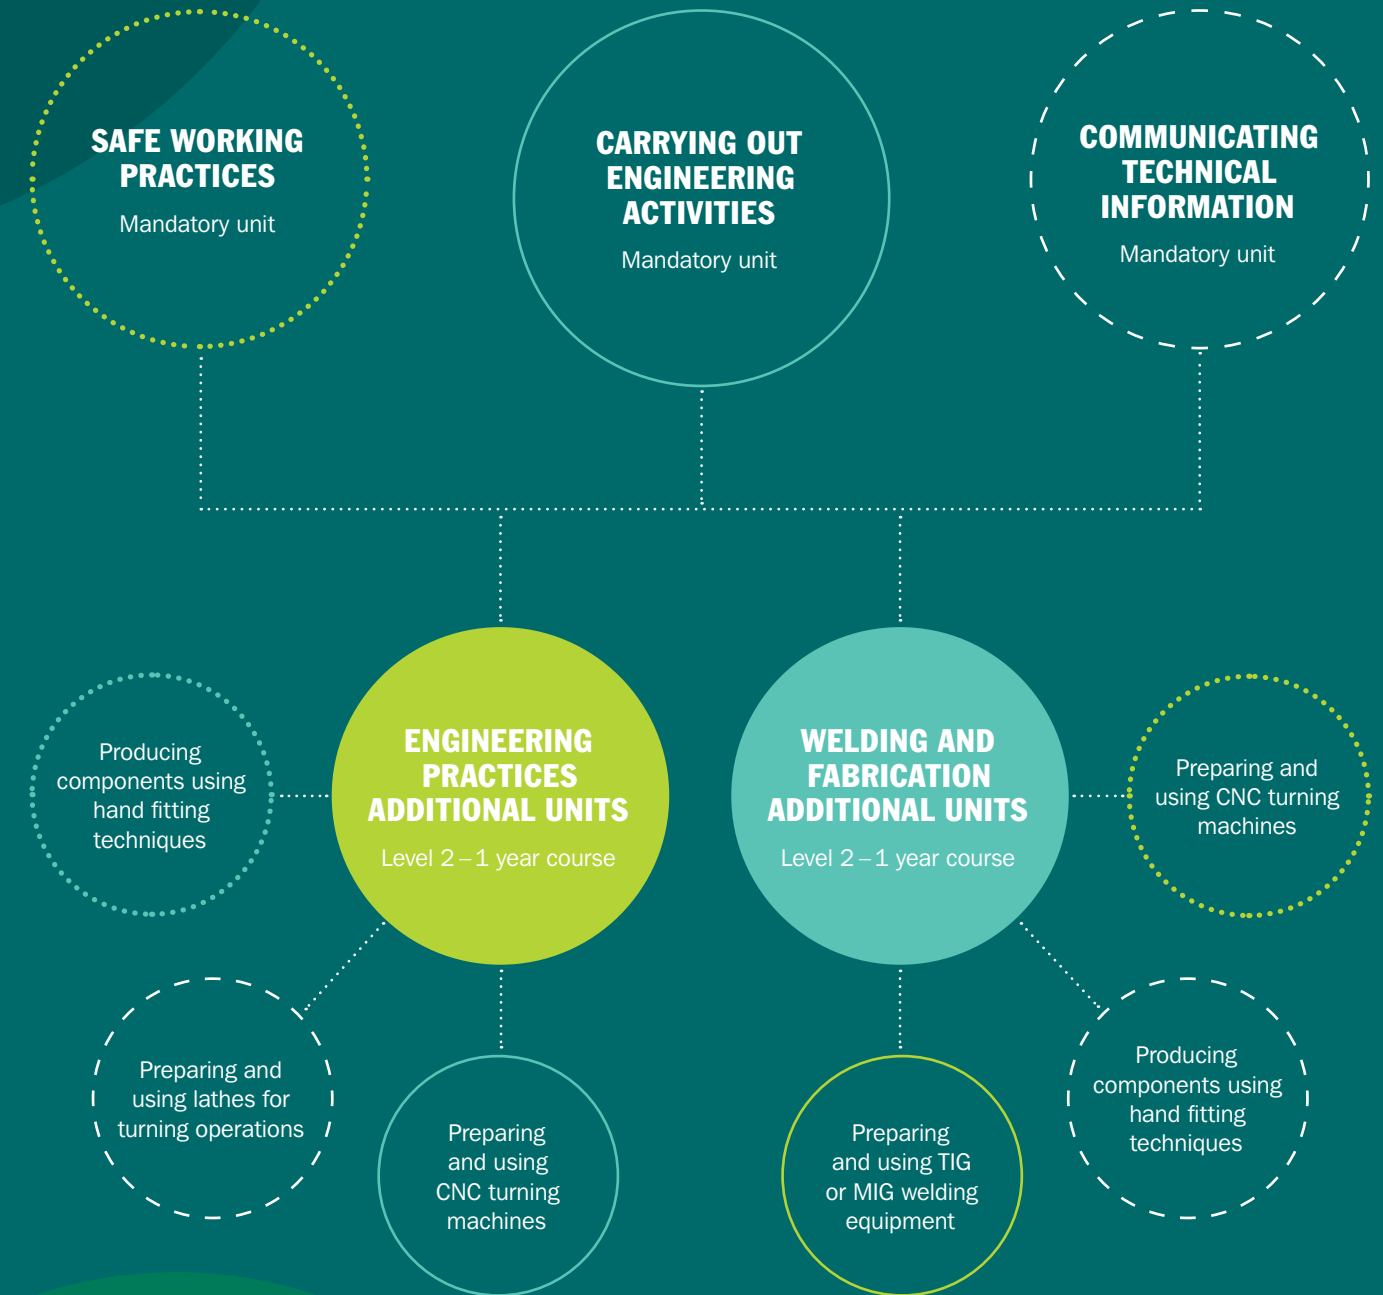 SAFE WORKING
PRACTICES
Mandatory unit
CARRYING OUT
ENGINEERING
ACTIVITIES
Mandatory unit
COMMUNICATING
TECHNICAL
INFORMATION
Mandatory unit
Producing
components using
hand fitting
techniques
ENGINEERING
PRACTICES
ADDITIONAL UNITS
Level 2 – 1 year course
WELDING AND
FABRICATION
ADDITIONAL UNITS
Level 2 – 1 year course
Preparing and
using CNC turning
machines
Preparing and
using lathes for
turning operations
Preparing
and using
CNC turning
machines
Preparing
and using TIG
or MIG welding
equipment
Producing
components using
hand fitting
techniques